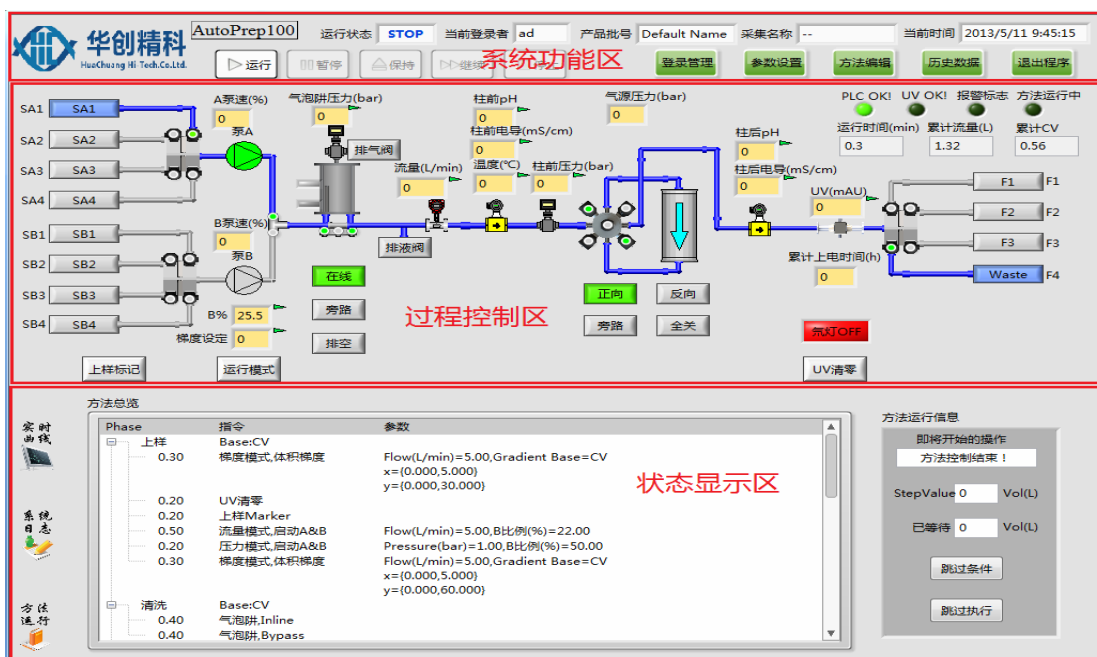 华创精科
HuaChuang Hi Tech.Co.Ltd.
AutoPrep100
运行状态 STOP 当前登录者 ad 产品批号 Default Name 采集名称 -- 当前时间 2013/5/11 9:45:15
运行 暂停 保持 继续
系统功能区
登录管理 参数设置 方法编辑 历史数据 退出程序
SA1 SA1
SA2 SA2
SA3 SA3
SA4 SA4
SB1 SB1
SB2 SB2
SB3 SB3
SB4 SB4
A泵速(%)
0
泵A
B泵速(%)
0
泵B
B% 25.5
梯度设定 0
上样标记 运行模式
气泡阱压力(bar)
0
排气阀
在线
旁路
排空
流量(L/min)
0
排液阀
柱前pH
0
柱前电导(mS/cm)
0
温度(℃) 柱前压力(bar)
0 0
气源压力(bar)
0
正向 反向
旁路 全关
过程控制区
柱后pH
0
柱后电导(mS/cm)
0
UV(mAU)
0
累计上电时间(h)
0
氘灯OFF
UV清零
PLC OK! UV OK! 报警标志 方法运行中
运行时间(min) 累计流量(L) 累计CV
0.3 1.32 0.56
F1 F1
F2 F2
F3 F3
Waste F4
实时
曲线
系统
日志
方法
运行
方法总览
Phase 指令 参数
上样 Base:CV
0.30 梯度模式,体积梯度 Flow(L/min)=5.00,Gradient Base=CV
x={0.000,5.000}
y={0.000,30.000}
0.20 UV清零
0.20 上样Marker
0.50 流量模式,启动A&B Flow(L/min)=5.00,B比例(%)=22.00
0.20 压力模式,启动A&B Pressure(bar)=1.00,B比例(%)=50.00
0.30 梯度模式,体积梯度 Flow(L/min)=5.00,Gradient Base=CV
x={0.000,5.000}
y={0.000,60.000}
清洗 Base:CV
0.40 气泡阱,Inline
0.40 气泡阱,Bypass
状态显示区
方法运行信息
即将开始的操作
方法控制结束！
StepValue 0 Vol(L)
已等待 0 Vol(L)
跳过条件
跳过执行